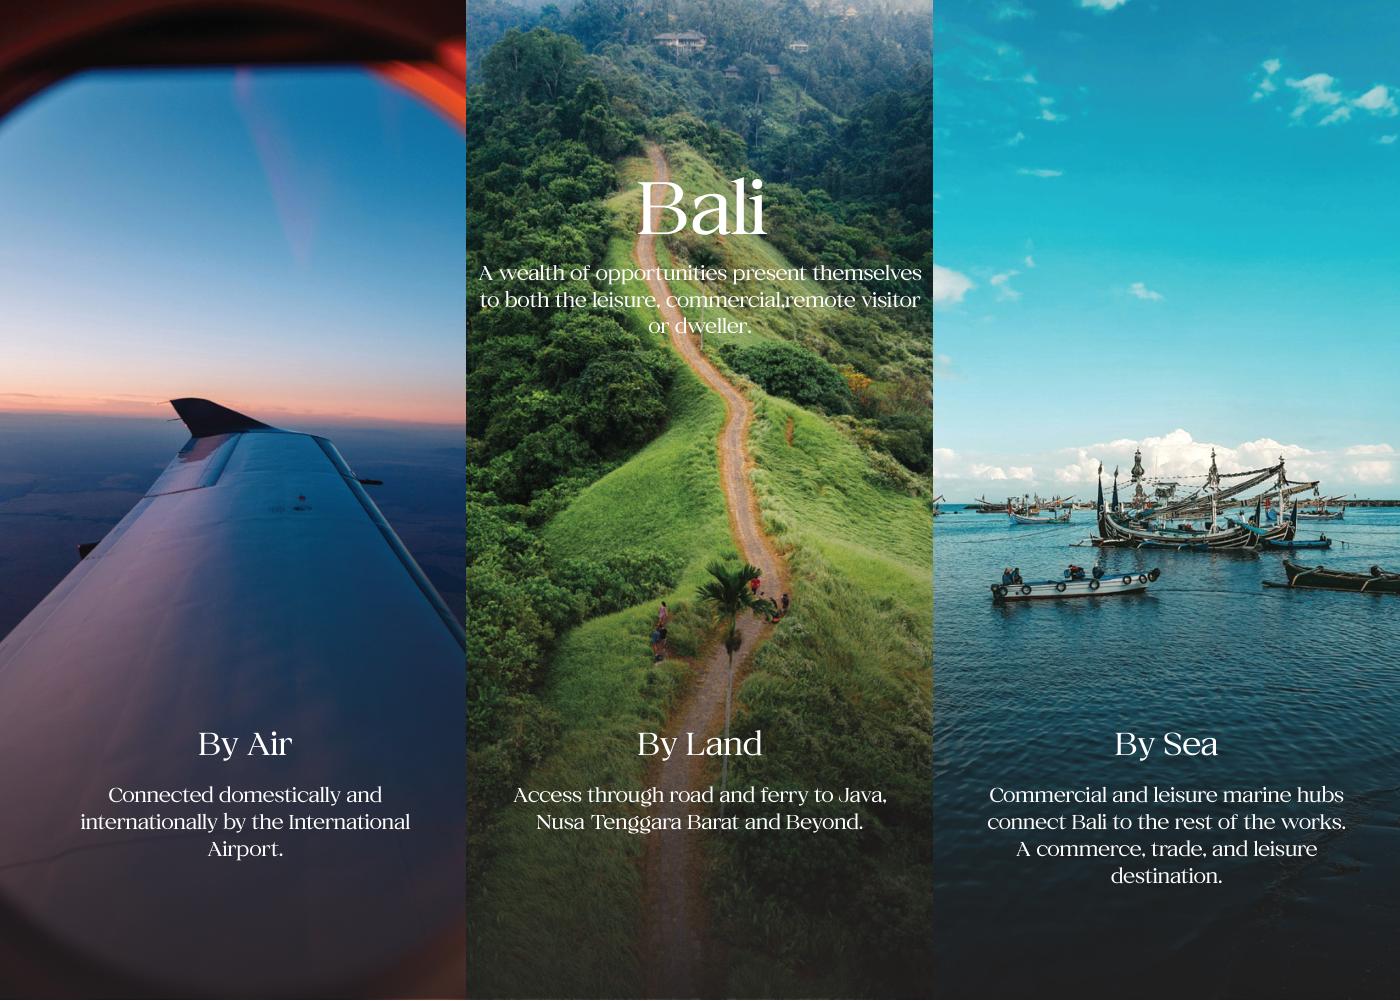 Bali
A wealth of opportunities present themselves
to both the leisure, commercial,remote visitor
or dweller.
By Air
Connected domestically and
internationally by the International
Airport.
By Land
Access through road and ferry to Java,
Nusa Tenggara Barat and Beyond.
By Sea
Commercial and leisure marine hubs
connect Bali to the rest of the works.
A commerce, trade, and leisure
destination.